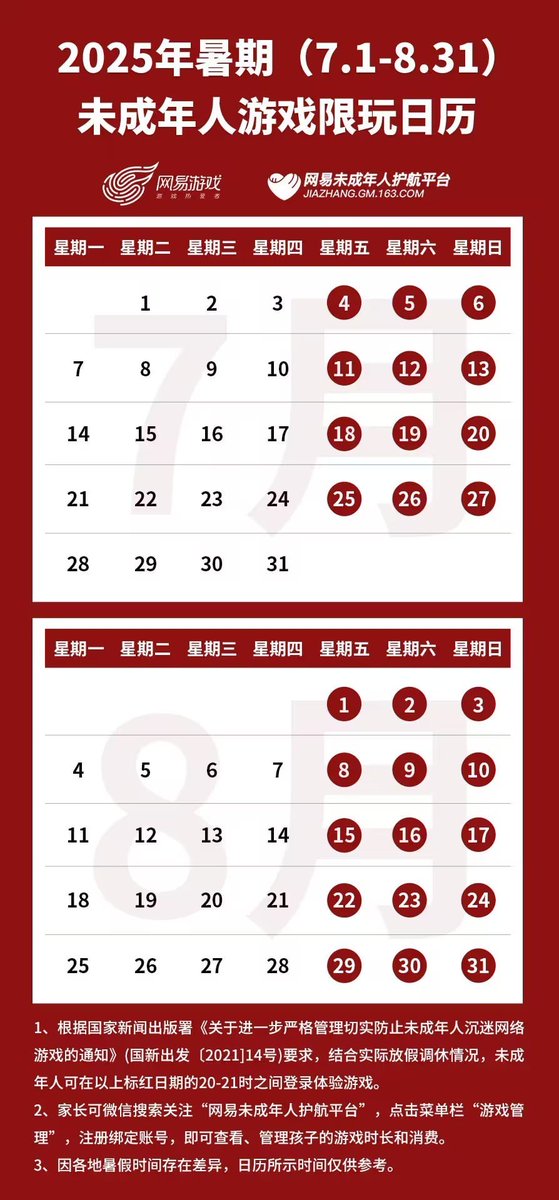 2025年暑期（7.1-8.31）
未成年人游戏限玩日历
网易游戏
游戏热爱者
网易未成年人护航平台
JIAZHANG.GM.163.COM
7月
星期一 星期二 星期三 星期四 星期五 星期六 星期日
1 2 3 4 5 6
7 8 9 10 11 12 13
14 15 16 17 18 19 20
21 22 23 24 25 26 27
28 29 30 31
8月
星期一 星期二 星期三 星期四 星期五 星期六 星期日
1 2 3
4 5 6 7 8 9 10
11 12 13 14 15 16 17
18 19 20 21 22 23 24
25 26 27 28 29 30 31
1、根据国家新闻出版署《关于进一步严格管理切实防止未成年人沉迷网络
游戏的通知》(国新出发〔2021]14号)要求，结合实际放假调休情况，未成
年人可在以上标红日期的20-21时之间登录体验游戏。
2、家长可微信搜索关注“网易未成年人护航平台”，点击菜单栏“游戏管
理”，注册绑定账号，即可查看、管理孩子的游戏时长和消费。
3、因各地暑假时间存在差异，日历所示时间仅供参考。